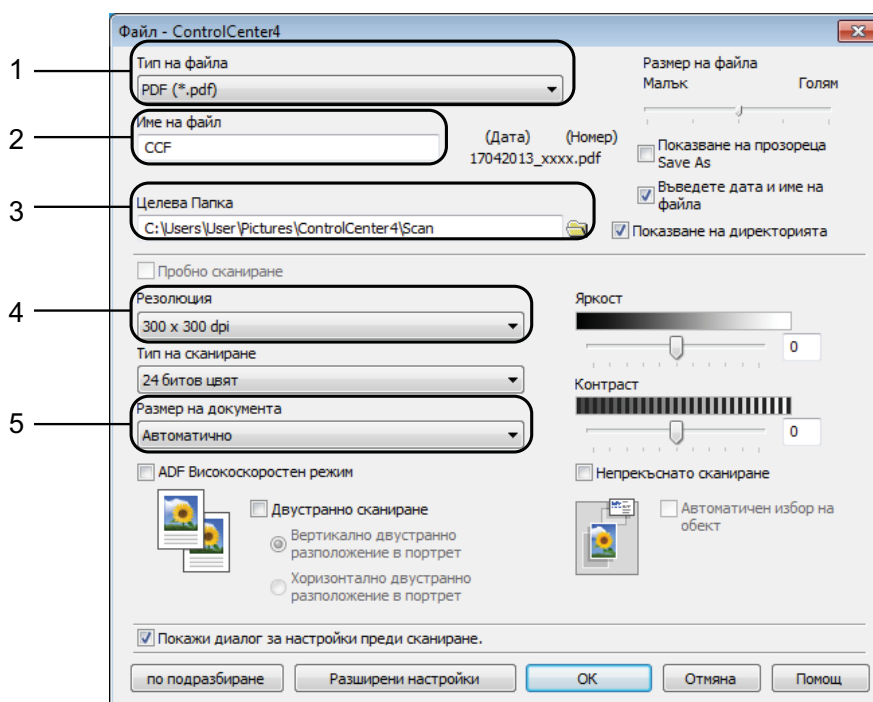 Файл - ControlCenter4
1
Тип на файла
PDF (*.pdf)
Размер на файла
Малък
Голям
2
Име на файл
CCF
(Дата)
(Номер)
17042013_xxxx.pdf
Показване на прозореца
Save As
Въведете дата и име на
файла
3
Целева Папка
C:\Users\User\Pictures\ControlCenter4\Scan
Показване на директорията
Пробно сканиране
4
Резолюция
300 x 300 dpi
Тип на сканиране
24 битов цвят
Яркост
0
5
Размер на документа
Автоматично
Контраст
0
ADF Високоскоростен режим
Двустранно сканиране
Вертикално двустранно
разположение в портрет
Хоризонтално двустранно
разположение в портрет
Непрекъснато сканиране
Автоматичен избор на
обект
Покажи диалог за настройки преди сканиране.
по подразбиране
Разширени настройки
OK
Отмяна
Помощ